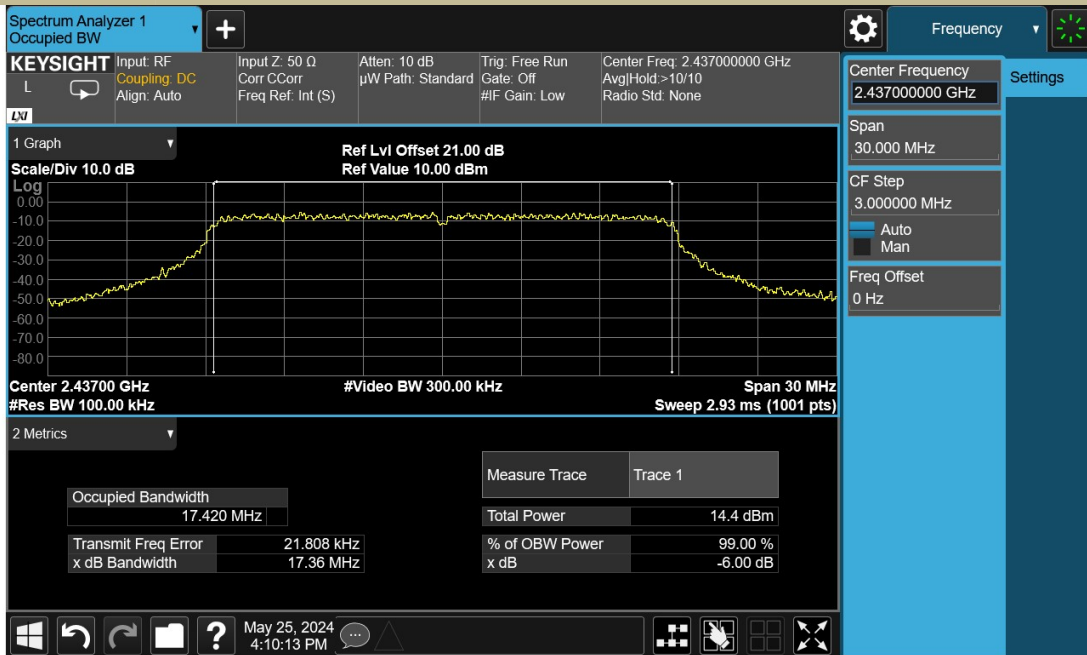 Spectrum Analyzer 1
Occupied BW
+
Frequency
KEYSIGHT
L
LXI
Input: RF
Coupling: DC
Align: Auto
Input Z: 50 Ω
Corr CCorr
Freq Ref: Int (S)
Atten: 10 dB
µW Path: Standard
Trig: Free Run
Gate: Off
#IF Gain: Low
Center Freq: 2.437000000 GHz
Avg|Hold:>10/10
Radio Std: None
Center Frequency
2.437000000 GHz
Settings
Span
30.000 MHz
CF Step
3.000000 MHz
Auto
Man
Freq Offset
0 Hz
1 Graph
Scale/Div 10.0 dB
Ref Lvl Offset 21.00 dB
Ref Value 10.00 dBm
Log
0.00
-10.0
-20.0
-30.0
-40.0
-50.0
-60.0
-70.0
-80.0
Center 2.43700 GHz
#Res BW 100.00 kHz
#Video BW 300.00 kHz
Span 30 MHz
Sweep 2.93 ms (1001 pts)
2 Metrics
Measure Trace Trace 1
Occupied Bandwidth
17.420 MHz
Total Power 14.4 dBm
Transmit Freq Error 21.808 kHz
% of OBW Power 99.00 %
x dB Bandwidth 17.36 MHz
x dB -6.00 dB
?
May 25, 2024
4:10:13 PM